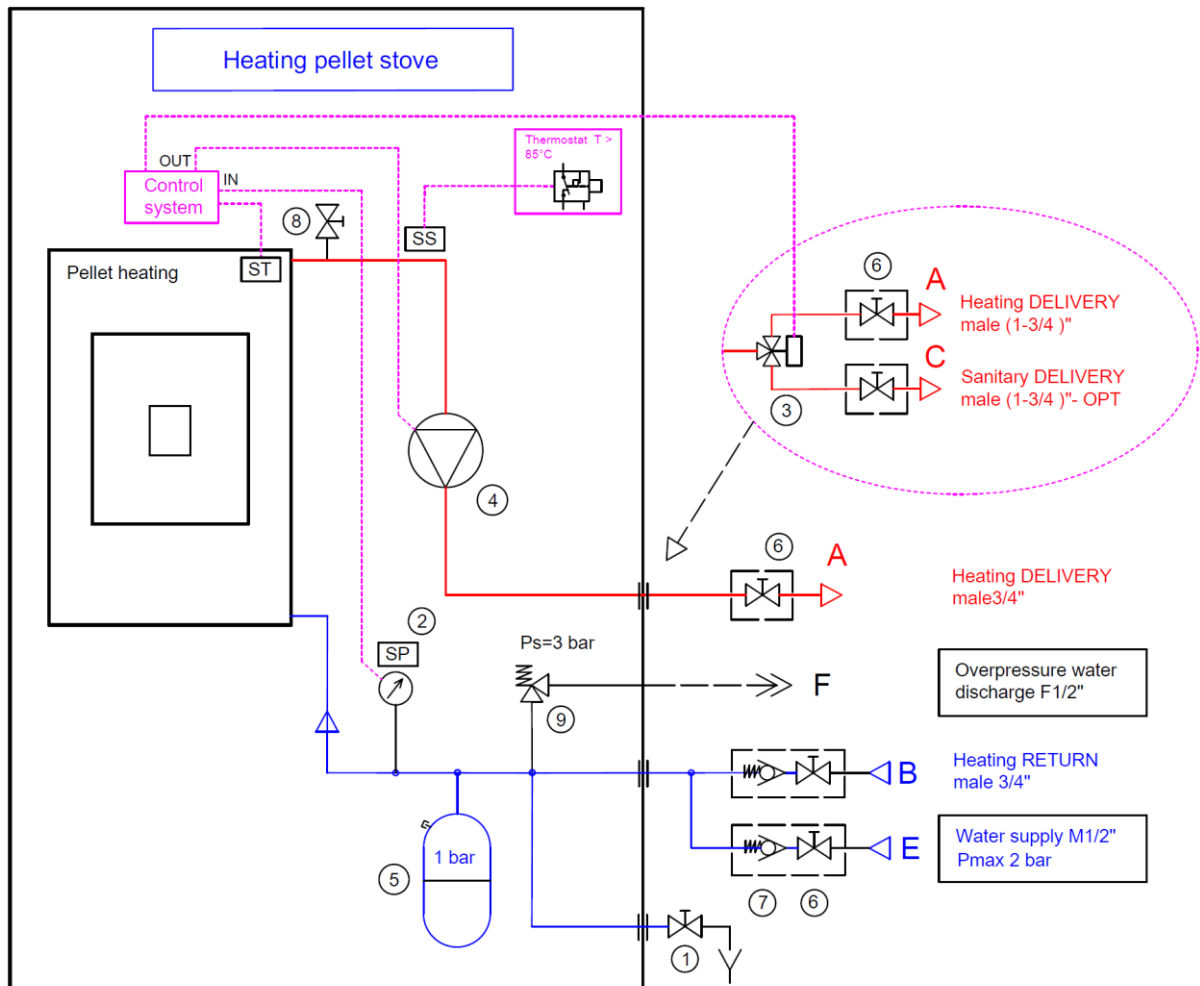 Heating pellet stove
Thermostat T >
85°C
OUT
IN
Control
system
8
SS
ST
Pellet heating
6
A
Heating DELIVERY
male (1-3/4 )"
C
Sanitary DELIVERY
male (1-3/4 )"- OPT
3
4
6
A
Heating DELIVERY
male3/4"
2
SP
Ps=3 bar
F
Overpressure water
discharge F1/2"
9
B
Heating RETURN
male 3/4"
1 bar
5
E
Water supply M1/2"
Pmax 2 bar
7
6
1